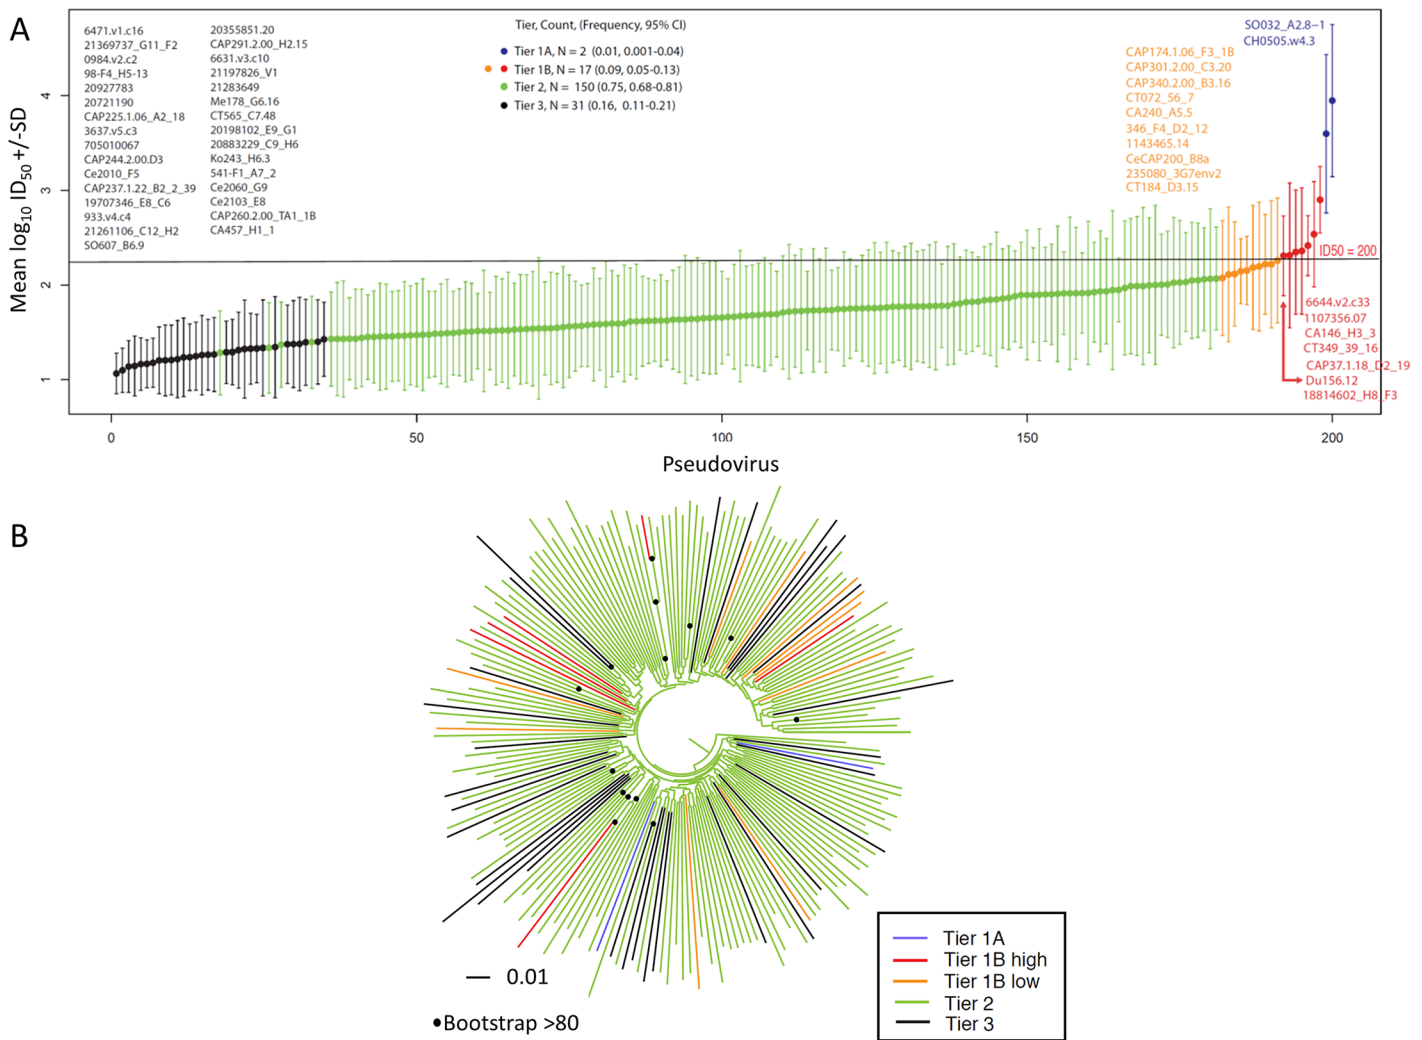 A
Mean log10 ID50 +/-SD
4
3
2
1
6471.v1.c16
21369737_G11_F2
0984.v2.c2
98-F4_H5-13
20927783
20721190
CAP225.1.06_A2_18
3637.v5.c3
705010067
CAP244.2.00.D3
Ce2010_F5
CAP237.1.22_B2_2_39
19707346_E8_C6
933.v4.c4
21261106_C12_H2
SO607_B6.9
20355851.20
CAP291.2.00_H2.15
6631.v3.c10
21197826_V1
21283649
Me178_G6.16
CT565_C7.48
20198102_E9_G1
20883229_C9_H6
Ko243_H6.3
541-F1_A7_2
Ce2060_G9
Ce2103_E8
CAP260.2.00_TA1_1B
CA457_H1_1
Tier, Count, (Frequency, 95% CI)
Tier 1A, N = 2 (0.01, 0.001-0.04)
Tier 1B, N = 17 (0.09, 0.05-0.13)
Tier 2, N = 150 (0.75, 0.68-0.81)
Tier 3, N = 31 (0.16, 0.11-0.21)
SO032_A2.8-1
CH0505.w4.3
CAP174.1.06_F3_1B
CAP301.2.00_C3.20
CAP340.2.00_B3.16
CT072_56_7
CA240_A5.5
346_F4_D2_12
1143465.14
CeCAP200_B8a
235080_3G7env2
CT184_D3.15
ID50 = 200
6644.v2.c33
1107356.07
CA146_H3_3
CT349_39_16
CAP37.1.18_D2_19
Du156.12
18814602_H8_F3
0
50
100
150
200
Pseudovirus
B
0.01
Bootstrap >80
Tier 1A
Tier 1B high
Tier 1B low
Tier 2
Tier 3